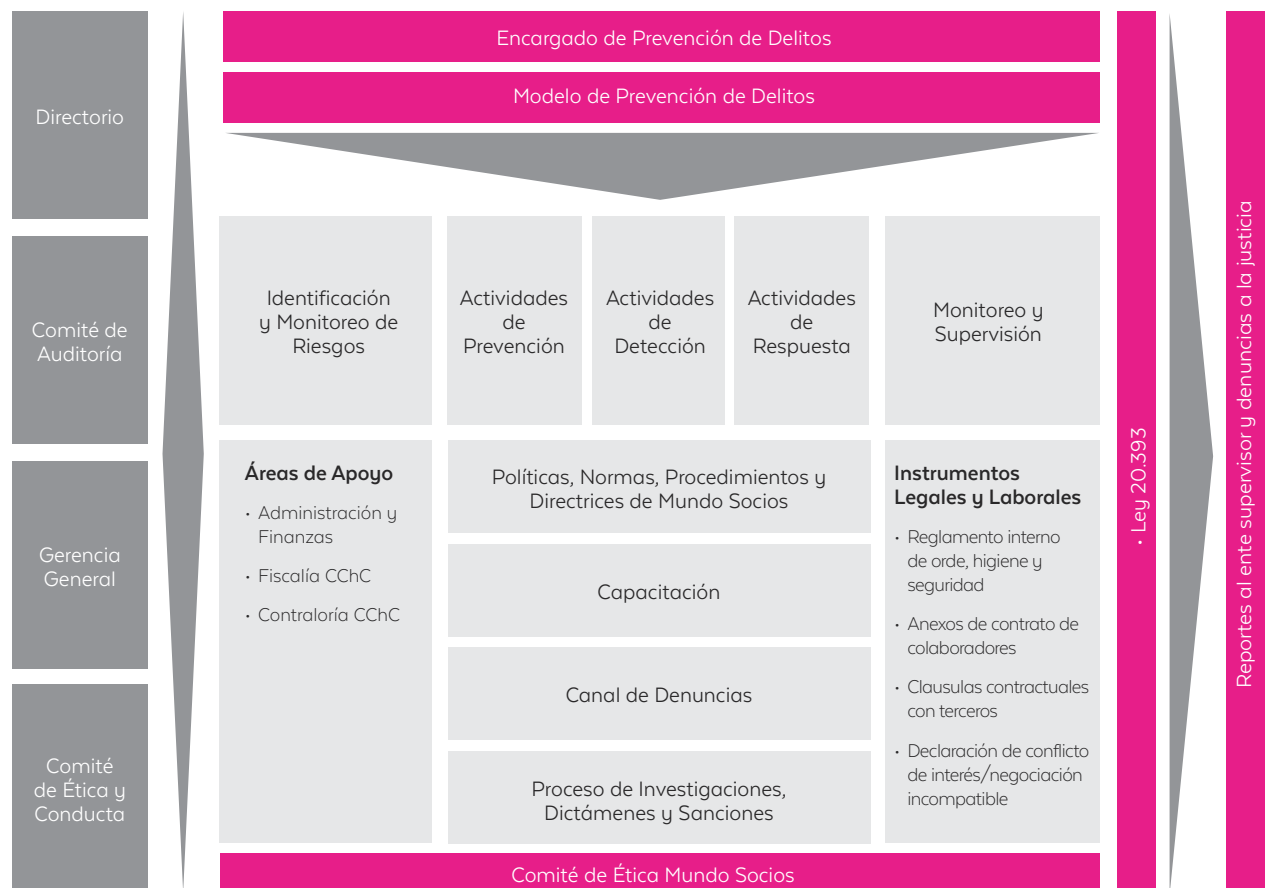 Directorio
Comité de
Auditoría
Gerencia
General
Comité
de Ética y
Conducta
Encargado de Prevención de Delitos
Modelo de Prevención de Delitos
Identificación
y Monitoreo de
Riesgos
Actividades
de
Prevención
Actividades
de
Detección
Actividades
de
Respuesta
Monitoreo y
Supervisión
Áreas de Apoyo
• Administración y
Finanzas
• Fiscalía CChC
• Contraloría CChC
Políticas, Normas, Procedimientos y
Directrices de Mundo Socios
Capacitación
Canal de Denuncias
Proceso de Investigaciones,
Dictámenes y Sanciones
Instrumentos
Legales y Laborales
• Reglamento interno
de orde, higiene y
seguridad
• Anexos de contrato de
colaboradores
• Clausulas contractuales
con terceros
• Declaración de conflicto
de interés/negociación
incompatible
Comité de Ética Mundo Socios
• Ley 20.393
Reportes al ente supervisor y denuncias a la justicia